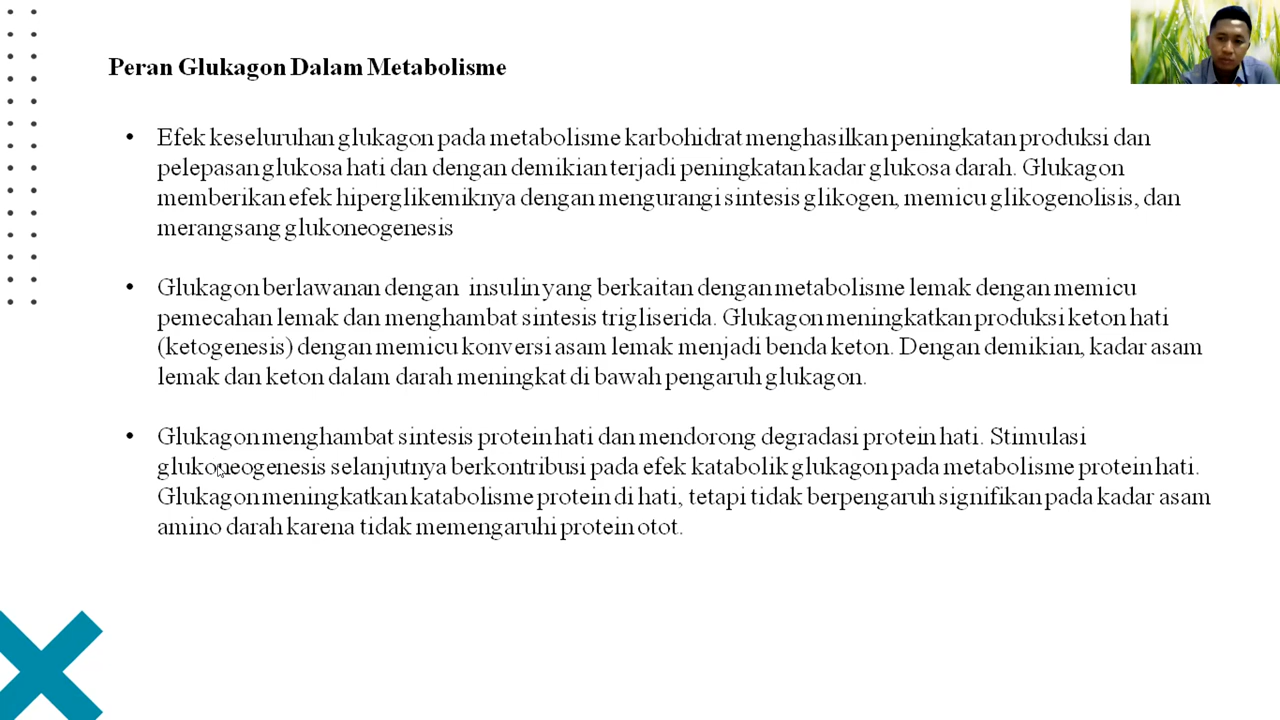 Peran Glukagon Dalam Metabolisme
• Efek keseluruhan glukagon pada metabolisme karbohidrat menghasilkan peningkatan produksi dan
pelepasan glukosa hati dan dengan demikian terjadi peningkatan kadar glukosa darah. Glukagon
memberikan efek hiperglikemiknya dengan mengurangi sintesis glikogen, memicu glikogenolisis, dan
merangsang glukoneogenesis
• Glukagon berlawanan dengan insulin yang berkaitan dengan metabolisme lemak dengan memicu
pemecahan lemak dan menghambat sintesis trigliserida. Glukagon meningkatkan produksi keton hati
(ketogenesis) dengan memicu konversi asam lemak menjadi benda keton. Dengan demikian, kadar asam
lemak dan keton dalam darah meningkat di bawah pengaruh glukagon.
• Glukagon menghambat sintesis protein hati dan mendorong degradasi protein hati. Stimulasi
glukoneogenesis selanjutnya berkontribusi pada efek katabolik glukagon pada metabolisme protein hati.
Glukagon meningkatkan katabolisme protein di hati, tetapi tidak berpengaruh signifikan pada kadar asam
amino darah karena tidak memengaruhi protein otot.